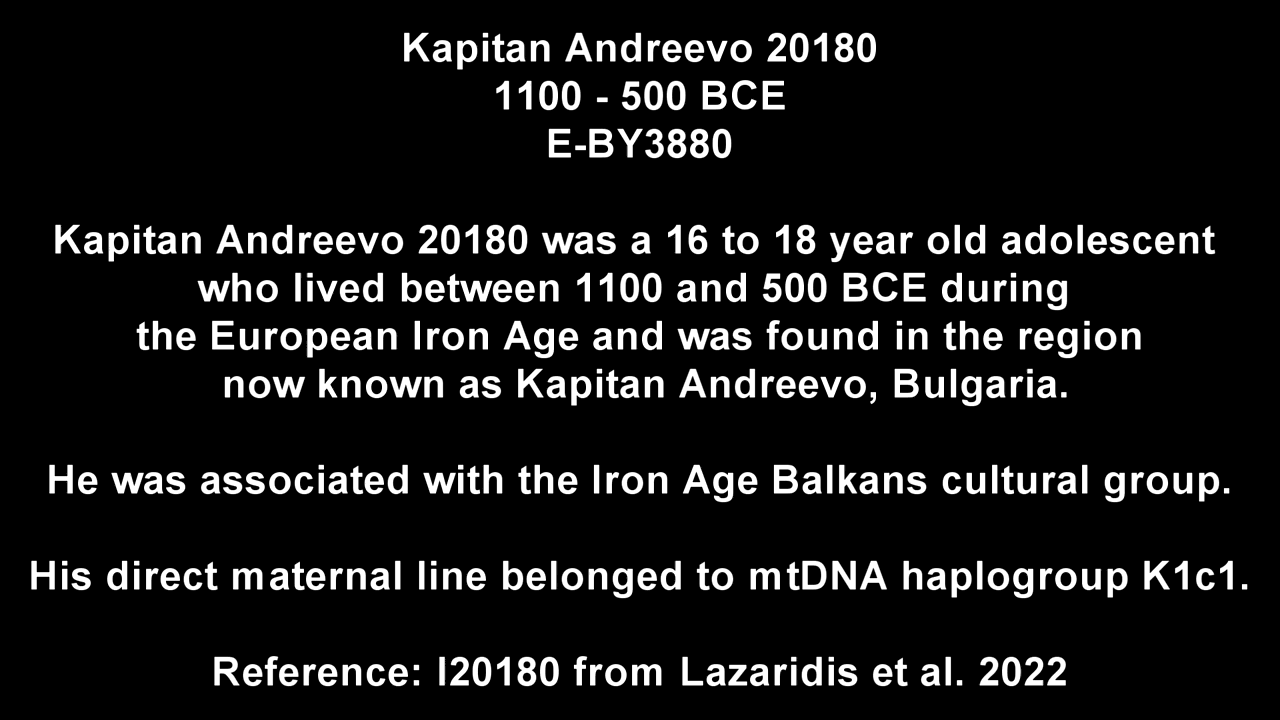 Kapitan Andreevo 20180
1100 - 500 BCE
E-BY3880
Kapitan Andreevo 20180 was a 16 to 18 year old adolescent
who lived between 1100 and 500 BCE during
the European Iron Age and was found in the region
now known as Kapitan Andreevo, Bulgaria.
He was associated with the Iron Age Balkans cultural group.
His direct maternal line belonged to mtDNA haplogroup K1c1.
Reference: I20180 from Lazaridis et al. 2022